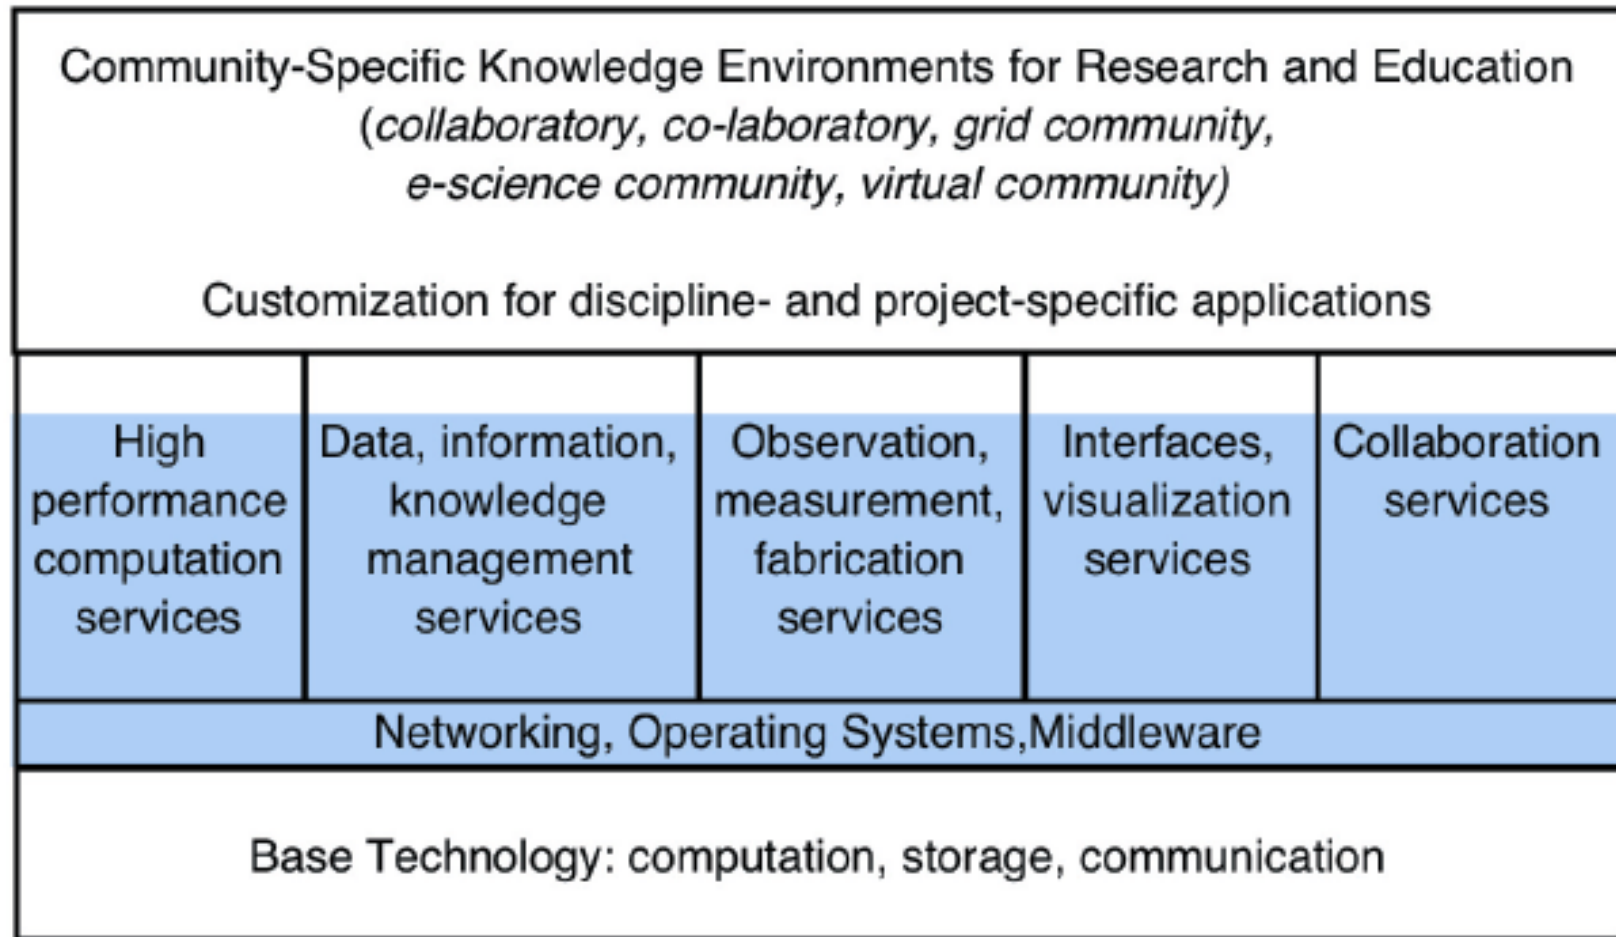 Community-Specific Knowledge Environments for Research and Education
(collaboratory, co-laboratory, grid community,
e-science community, virtual community)
Customization for discipline- and project-specific applications
High
performance
computation
services
Data, information,
knowledge
management
services
Observation,
measurement,
fabrication
services
Interfaces,
visualization
services
Collaboration
services
Networking, Operating Systems,Middleware
Base Technology: computation, storage, communication